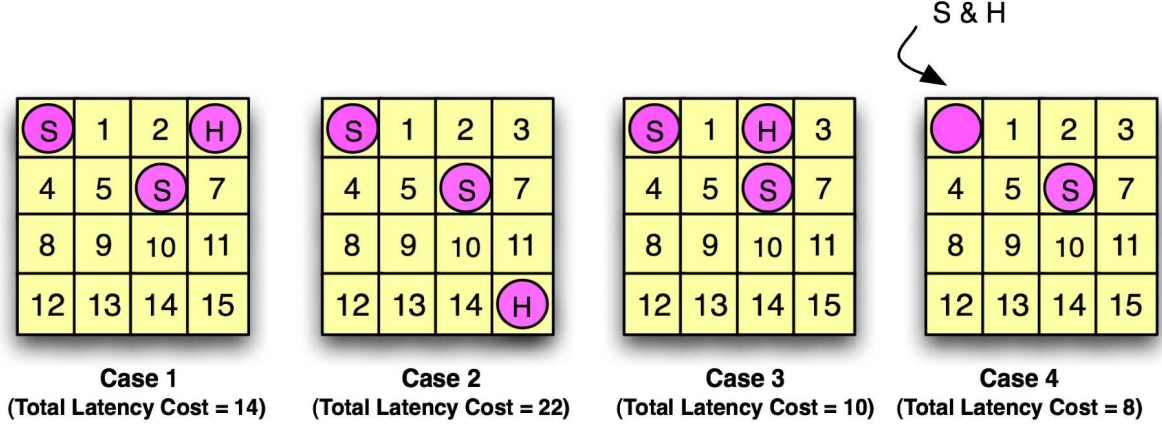 S & H
S 1 2 H
4 5 S 7
8 9 10 11
12 13 14 15
Case 1
(Total Latency Cost = 14)
S 1 2 3
4 5 S 7
8 9 10 11
12 13 14 H
Case 2
(Total Latency Cost = 22)
S 1 H 3
4 5 S 7
8 9 10 11
12 13 14 15
Case 3
(Total Latency Cost = 10)
1 2 3
4 5 S 7
8 9 10 11
12 13 14 15
Case 4
(Total Latency Cost = 8)